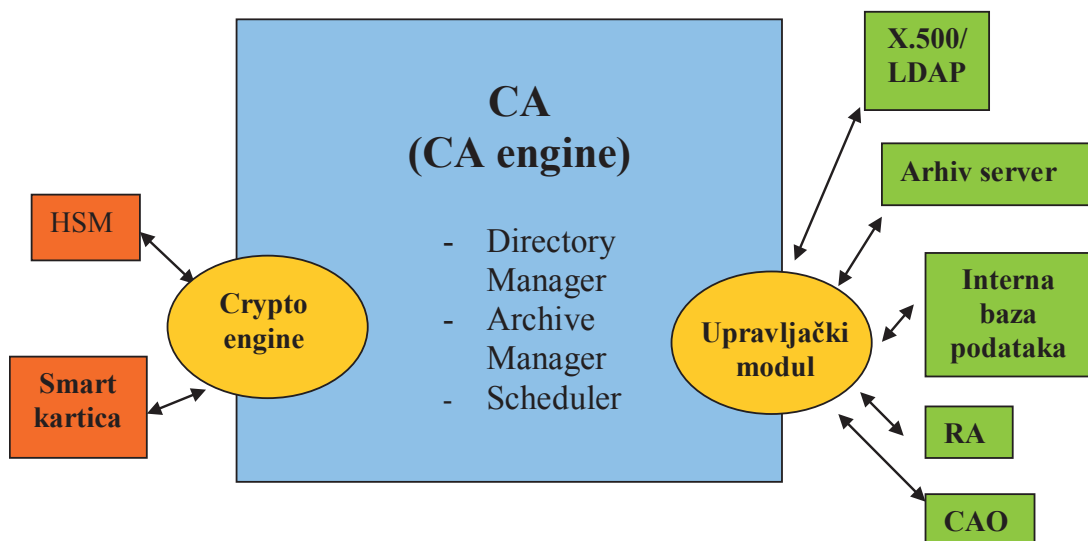 CA
(CA engine)
- Directory
Manager
- Archive
Manager
- Scheduler
HSM
Smart
kartica
Crypto
engine
Upravljački
modul
X.500/
LDAP
Arhiv server
Interna
baza
podataka
RA
CAO